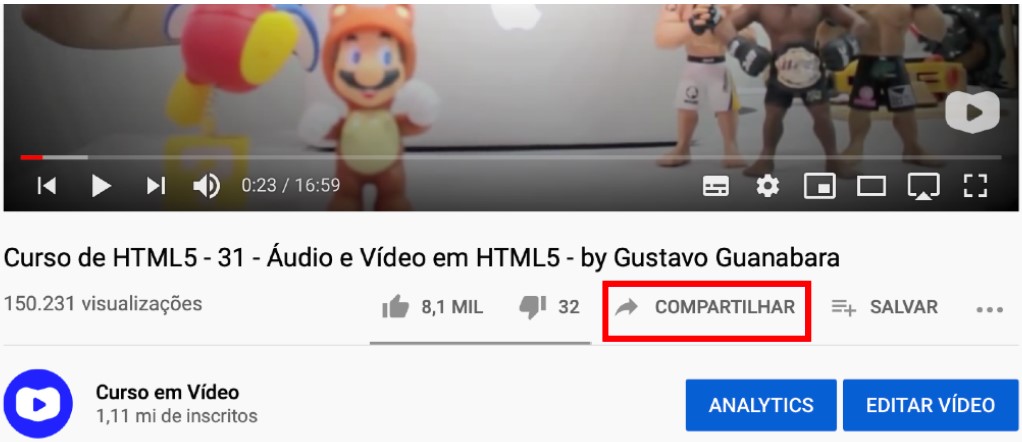 0:23 / 16:59
Curso de HTML5 - 31 - Áudio e Vídeo em HTML5 - by Gustavo Guanabara
150.231 visualizações 8,1 MIL 32 COMPARTILHAR SALVAR
Curso em Vídeo
1,11 mi de inscritos
ANALYTICS EDITAR VÍDEO